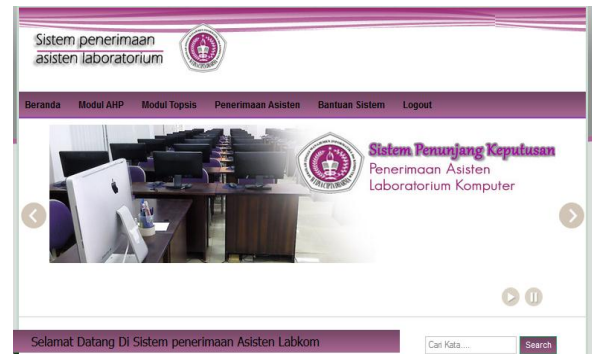 Sistem penerimaan
asisten laboratorium
Beranda Modul AHP Modul Topsis Penerimaan Asisten Bantuan Sistem Logout
Sistem Penunjang Keputusan
Penerimaan Asisten
Laboratorium Komputer
Selamat Datang Di Sistem penerimaan Asisten Labkom
Cari Kata.... Search